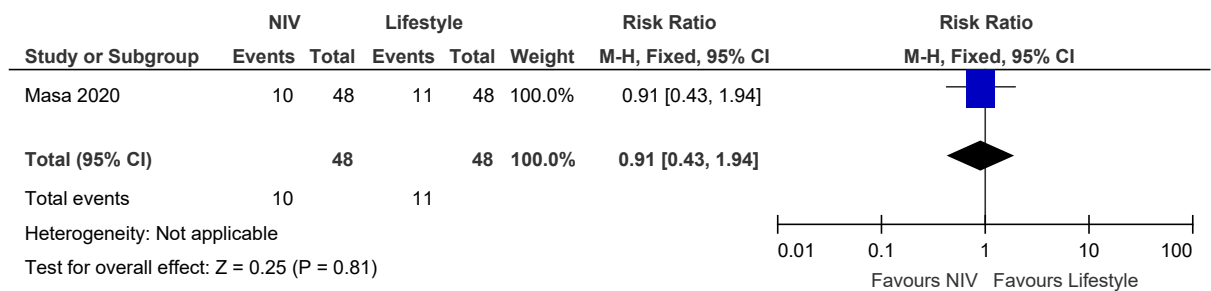 NIV Lifestyle Risk Ratio Risk Ratio
Study or Subgroup Events Total Events Total Weight M-H, Fixed, 95% CI M-H, Fixed, 95% CI
Masa 2020 10 48 11 48 100.0% 0.91 [0.43, 1.94]
Total (95% CI) 48 48 100.0% 0.91 [0.43, 1.94]
Total events 10 11
Heterogeneity: Not applicable
Test for overall effect: Z = 0.25 (P = 0.81)
0.01 0.1 1 10 100
Favours NIV Favours Lifestyle